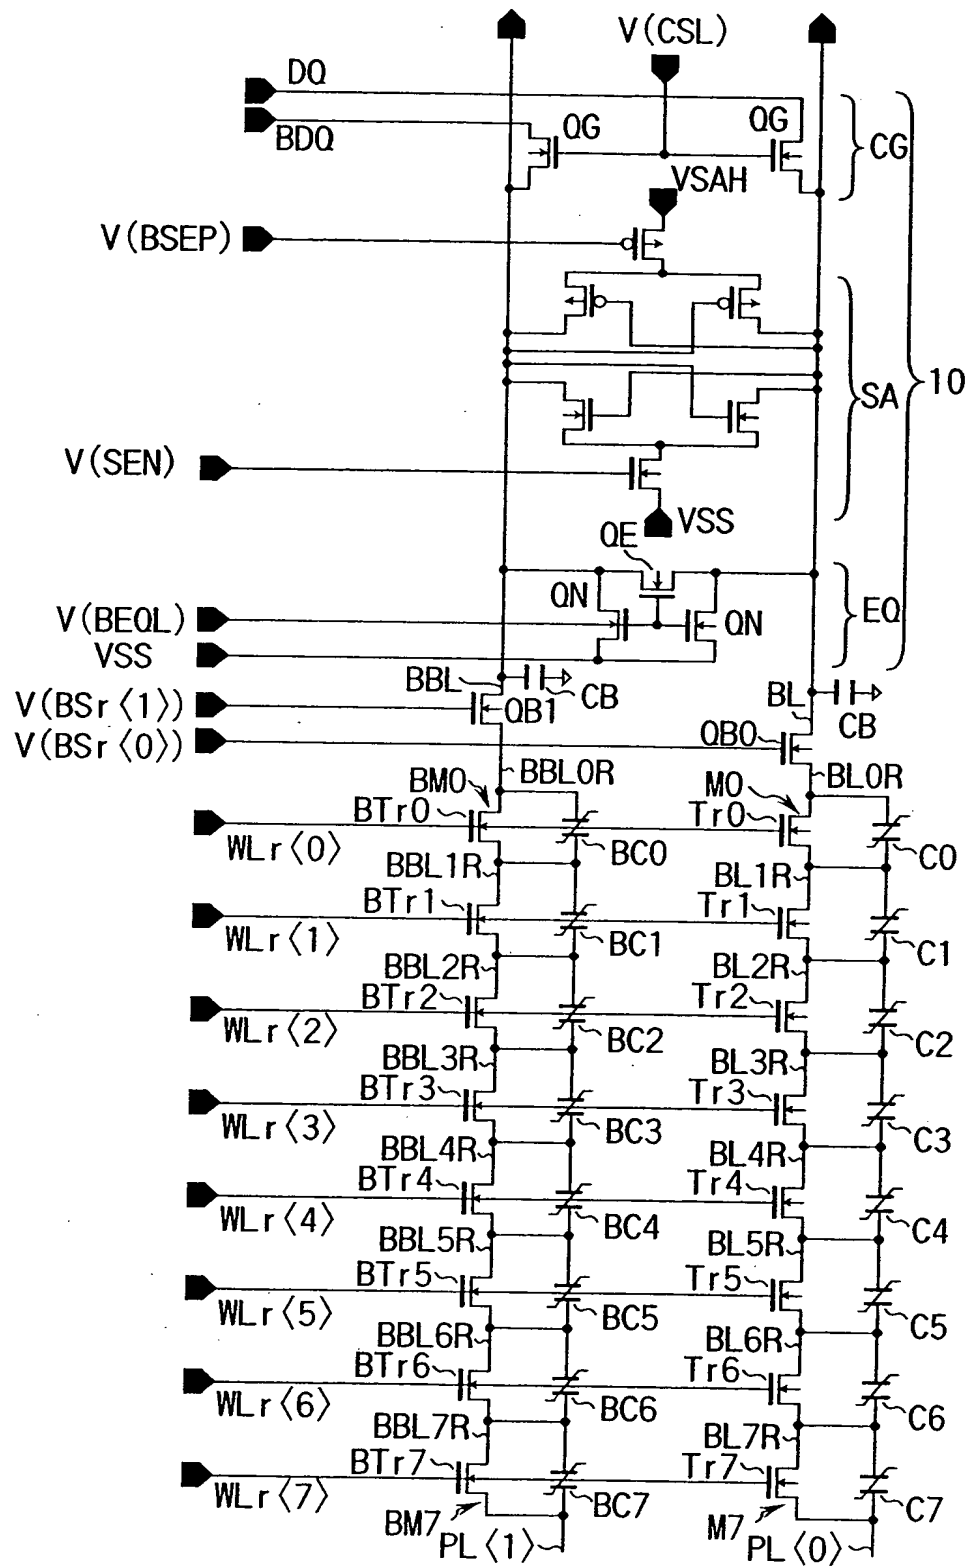 V(CSL)
DQ
BDQ
QG
QG
CG
VSAH
V(BSEP)
SA
10
V(SEN)
VSS
QE
QN
QN
EQ
V(BEQL)
VSS
BBL
CB
BL
CB
V(BSr〈1〉)
QB1
V(BSr〈0〉)
QB0
BBL0R
BL0R
BM0
M0
BTr0
Tr0
WLr〈0〉
BC0
C0
BBL1R
BL1R
BTr1
Tr1
WLr〈1〉
BC1
C1
BBL2R
BL2R
BTr2
Tr2
WLr〈2〉
BC2
C2
BBL3R
BL3R
BTr3
Tr3
WLr〈3〉
BC3
C3
BBL4R
BL4R
BTr4
Tr4
WLr〈4〉
BC4
C4
BBL5R
BL5R
BTr5
Tr5
WLr〈5〉
BC5
C5
BBL6R
BL6R
BTr6
Tr6
WLr〈6〉
BC6
C6
BBL7R
BL7R
BTr7
Tr7
WLr〈7〉
BC7
C7
BM7
M7
PL〈1〉
PL〈0〉